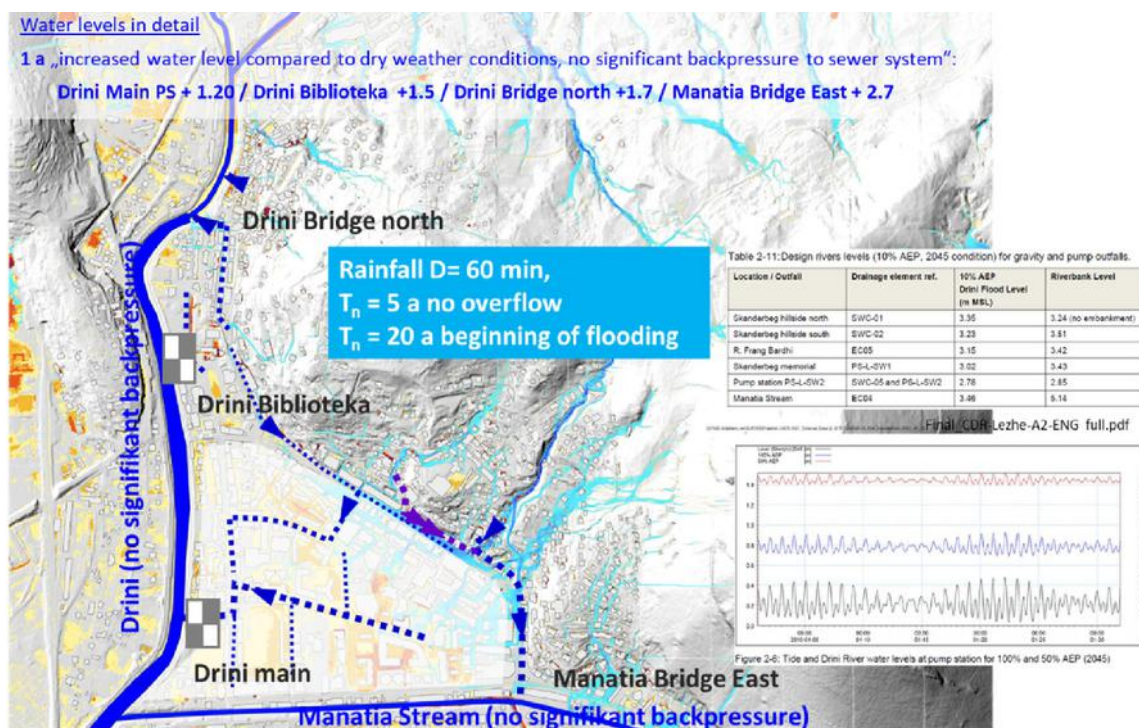 Water levels in detail
1 a „increased water level compared to dry weather conditions, no significant backpressure to sewer system“:
Drini Main PS + 1.20 / Drini Biblioteka +1.5 / Drini Bridge north +1.7 / Manatia Bridge East + 2.7
Drini Bridge north
Rainfall D= 60 min,
Tn = 5 a no overflow
Tn = 20 a beginning of flooding
Drini (no signifikant backpressure)
Drini Biblioteka
Drini main
Manatia Bridge East
Manatia Stream (no signifikant backpressure)
Table 2-11: Design rivers levels (10% AEP, 2045 condition) for gravity and pump outfalls.
Location / Outfall Drainage element ref. 10% AEP Drini Flood Level (m MSL) Riverbank Level
Skanderbeg hillside north SWC-01 3.35 3.24 (no embankment)
Skanderbeg hillside south SWC-02 3.23 3.51
R. Frang Bardhi EC05 3.15 3.42
Skanderbeg memorial PS-L-SW1 3.02 3.43
Pump station PS-L-SW2 SWC-05 and PS-L-SW2 2.76 2.85
Manatia Stream EC04 3.46 5.14
Final_CDR-Lezhe-A2-ENG full.pdf
100% AEP
50% AEP
Figure 2-6: Tide and Drini River water levels at pump station for 100% and 50% AEP (2045)